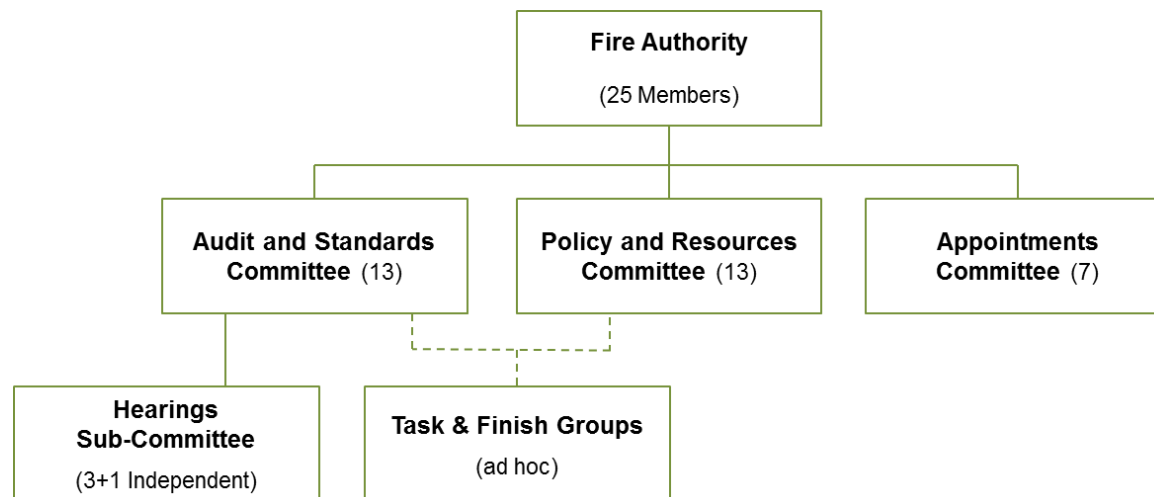 Fire Authority
(25 Members)
Audit and Standards
Committee (13)
Policy and Resources
Committee (13)
Appointments
Committee (7)
Hearings
Sub-Committee
(3+1 Independent)
Task & Finish Groups
(ad hoc)